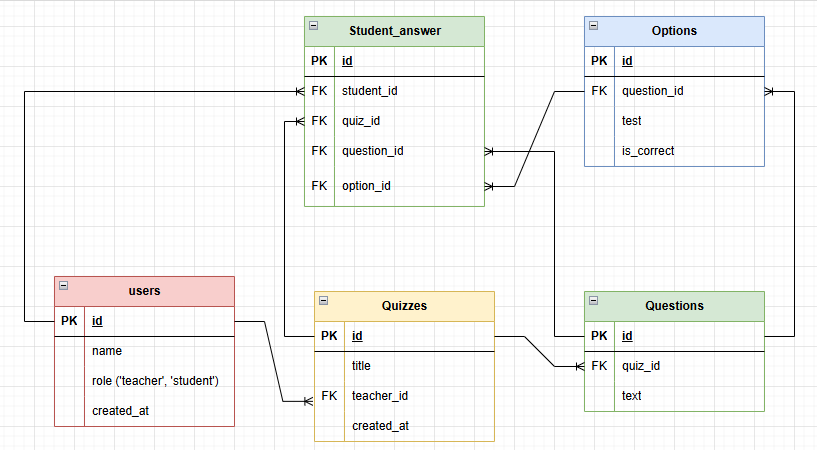 Student_answer
PK id
FK student_id
FK quiz_id
FK question_id
FK option_id
Options
PK id
FK question_id
test
is_correct
users
PK id
name
role ('teacher', 'student')
created_at
Quizzes
PK id
title
FK teacher_id
created_at
Questions
PK id
FK quiz_id
text